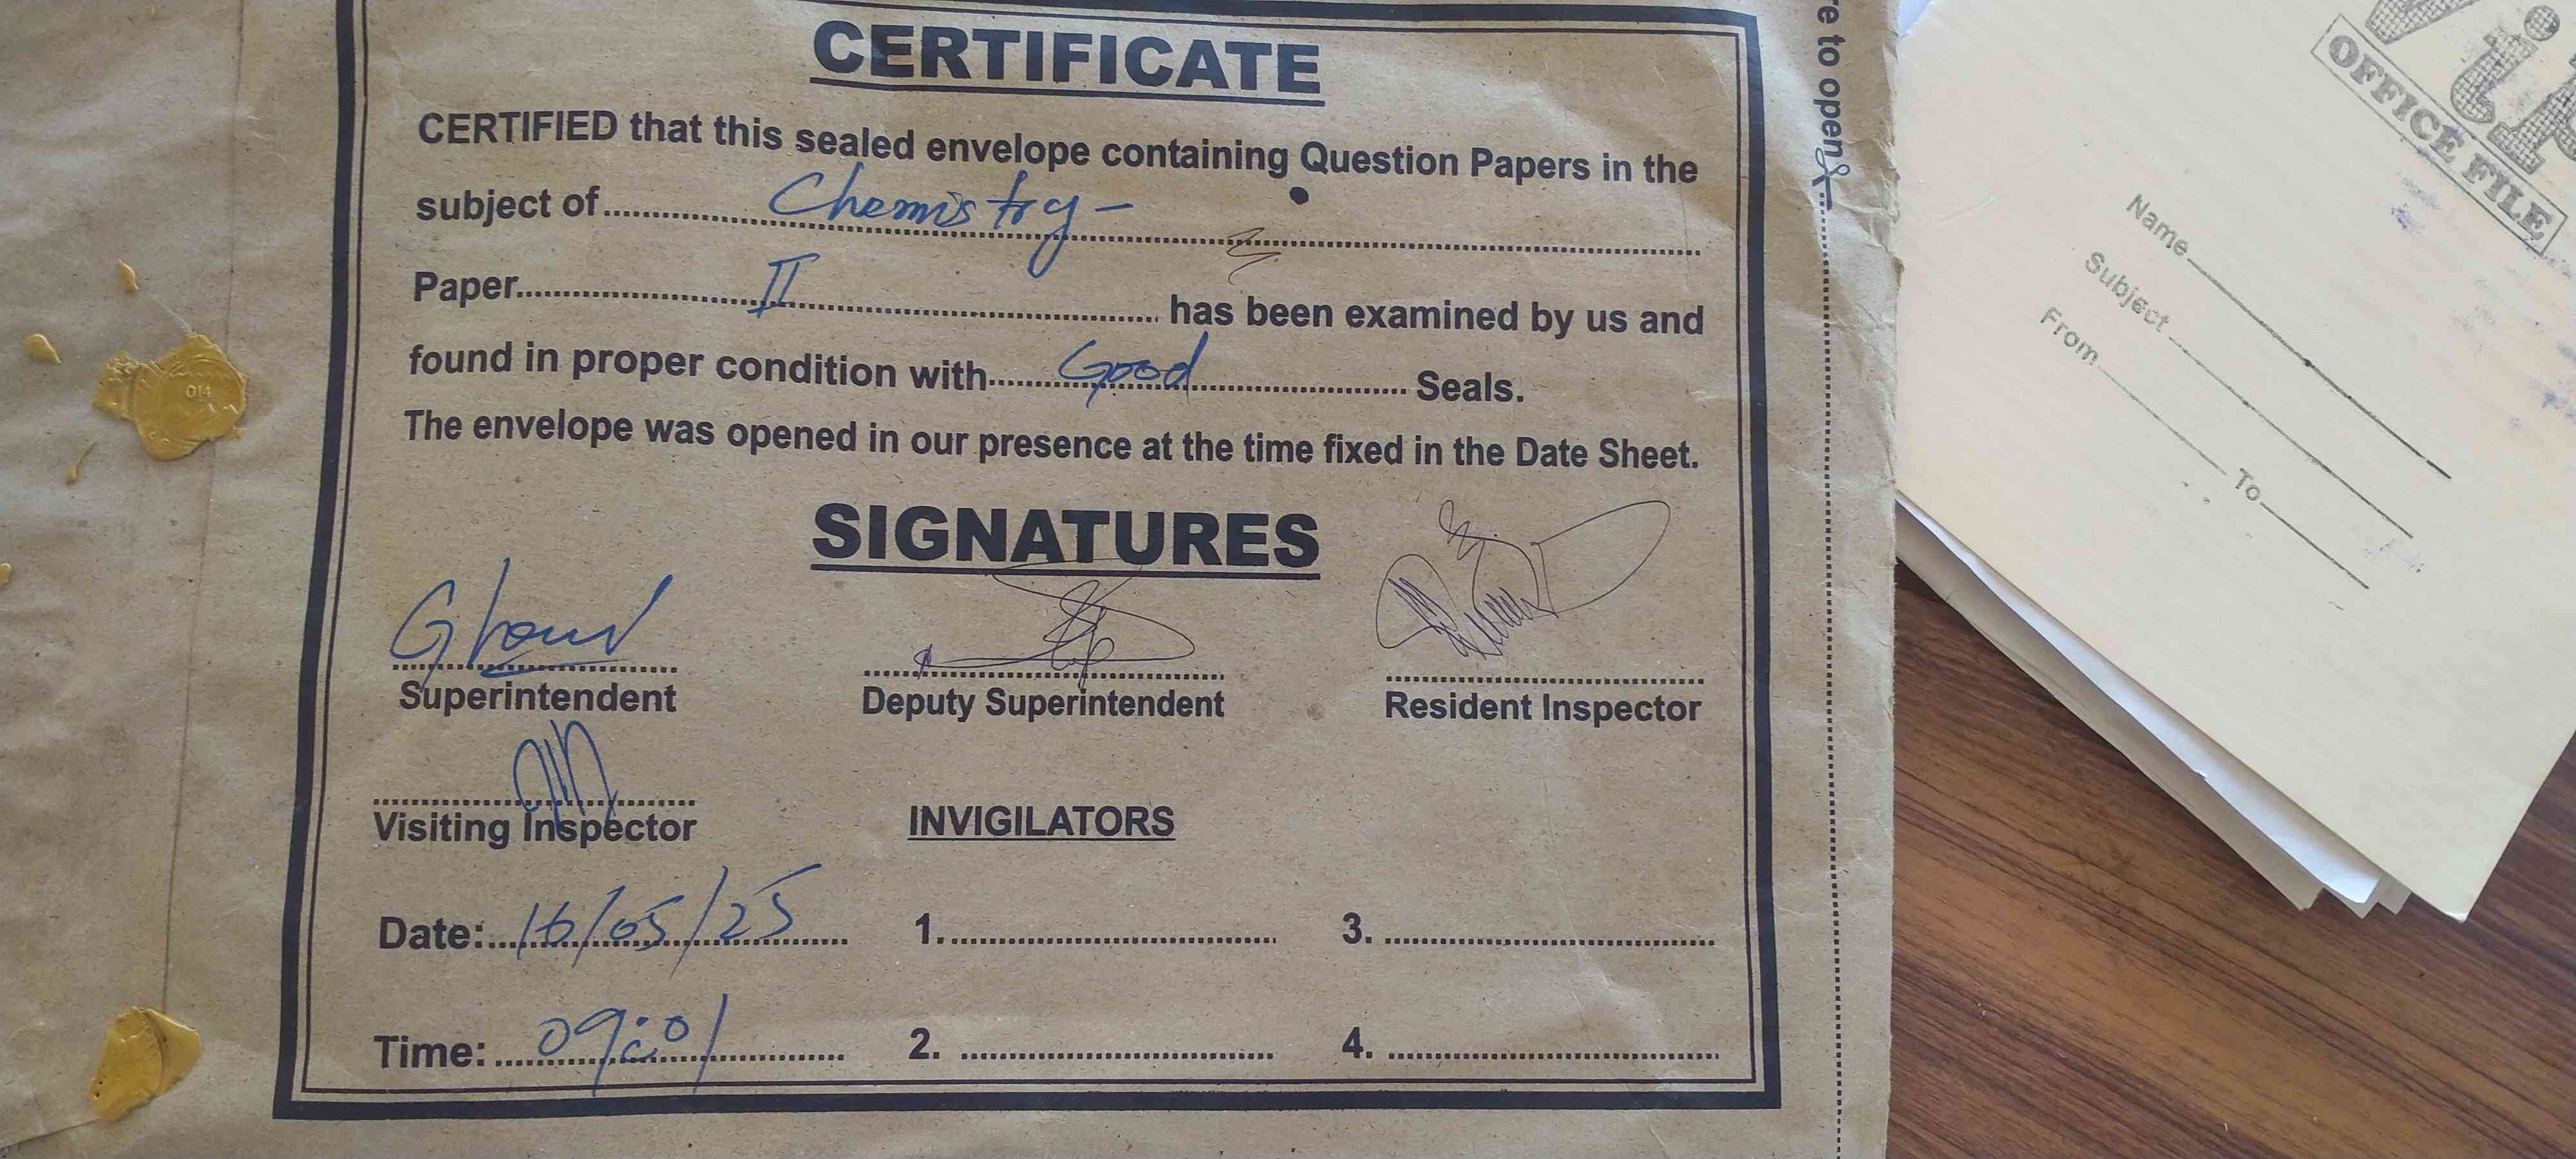 CERTIFICATE
CERTIFIED that this sealed envelope containing Question Papers in the
subject of Chemistry -
Paper II has been examined by us and
found in proper condition with Good Seals.
The envelope was opened in our presence at the time fixed in the Date Sheet.
SIGNATURES
Superintendent
Deputy Superintendent
Resident Inspector
Visiting Inspector
INVIGILATORS
Date: 16/05/25
1.
3.
Time: 09:01
2.
4.
re to open
014
OFFICE FILE
Name
Subject
From To